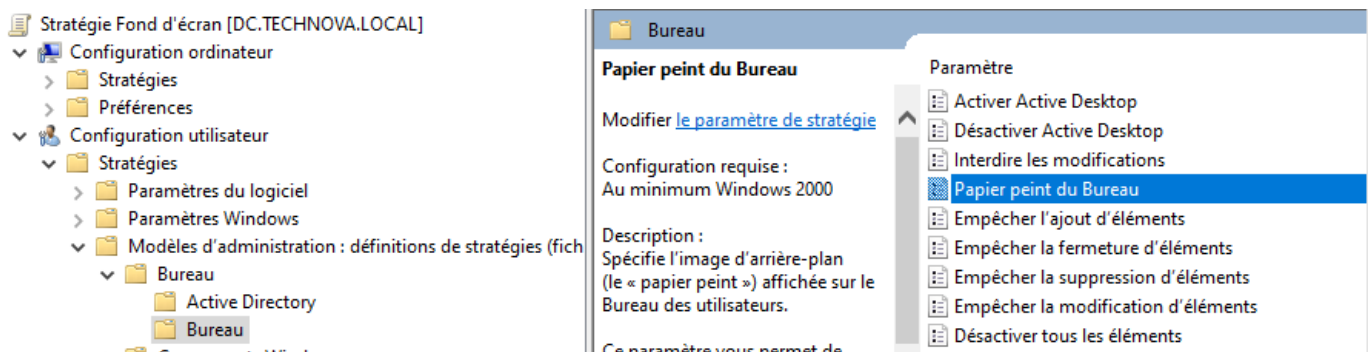 Stratégie Fond d'écran [DC.TECHNOVA.LOCAL]
Configuration ordinateur
Stratégies
Préférences
Configuration utilisateur
Stratégies
Paramètres du logiciel
Paramètres Windows
Modèles d'administration : définitions de stratégies (fich
Bureau
Active Directory
Bureau
Bureau
Papier peint du Bureau
Modifier le paramètre de stratégie
Configuration requise :
Au minimum Windows 2000
Description :
Spécifie l'image d'arrière-plan
(le « papier peint ») affichée sur le
Bureau des utilisateurs.
Ce paramètre vous permet de
Paramètre
Activer Active Desktop
Désactiver Active Desktop
Interdire les modifications
Papier peint du Bureau
Empêcher l'ajout d'éléments
Empêcher la fermeture d'éléments
Empêcher la suppression d'éléments
Empêcher la modification d'éléments
Désactiver tous les éléments